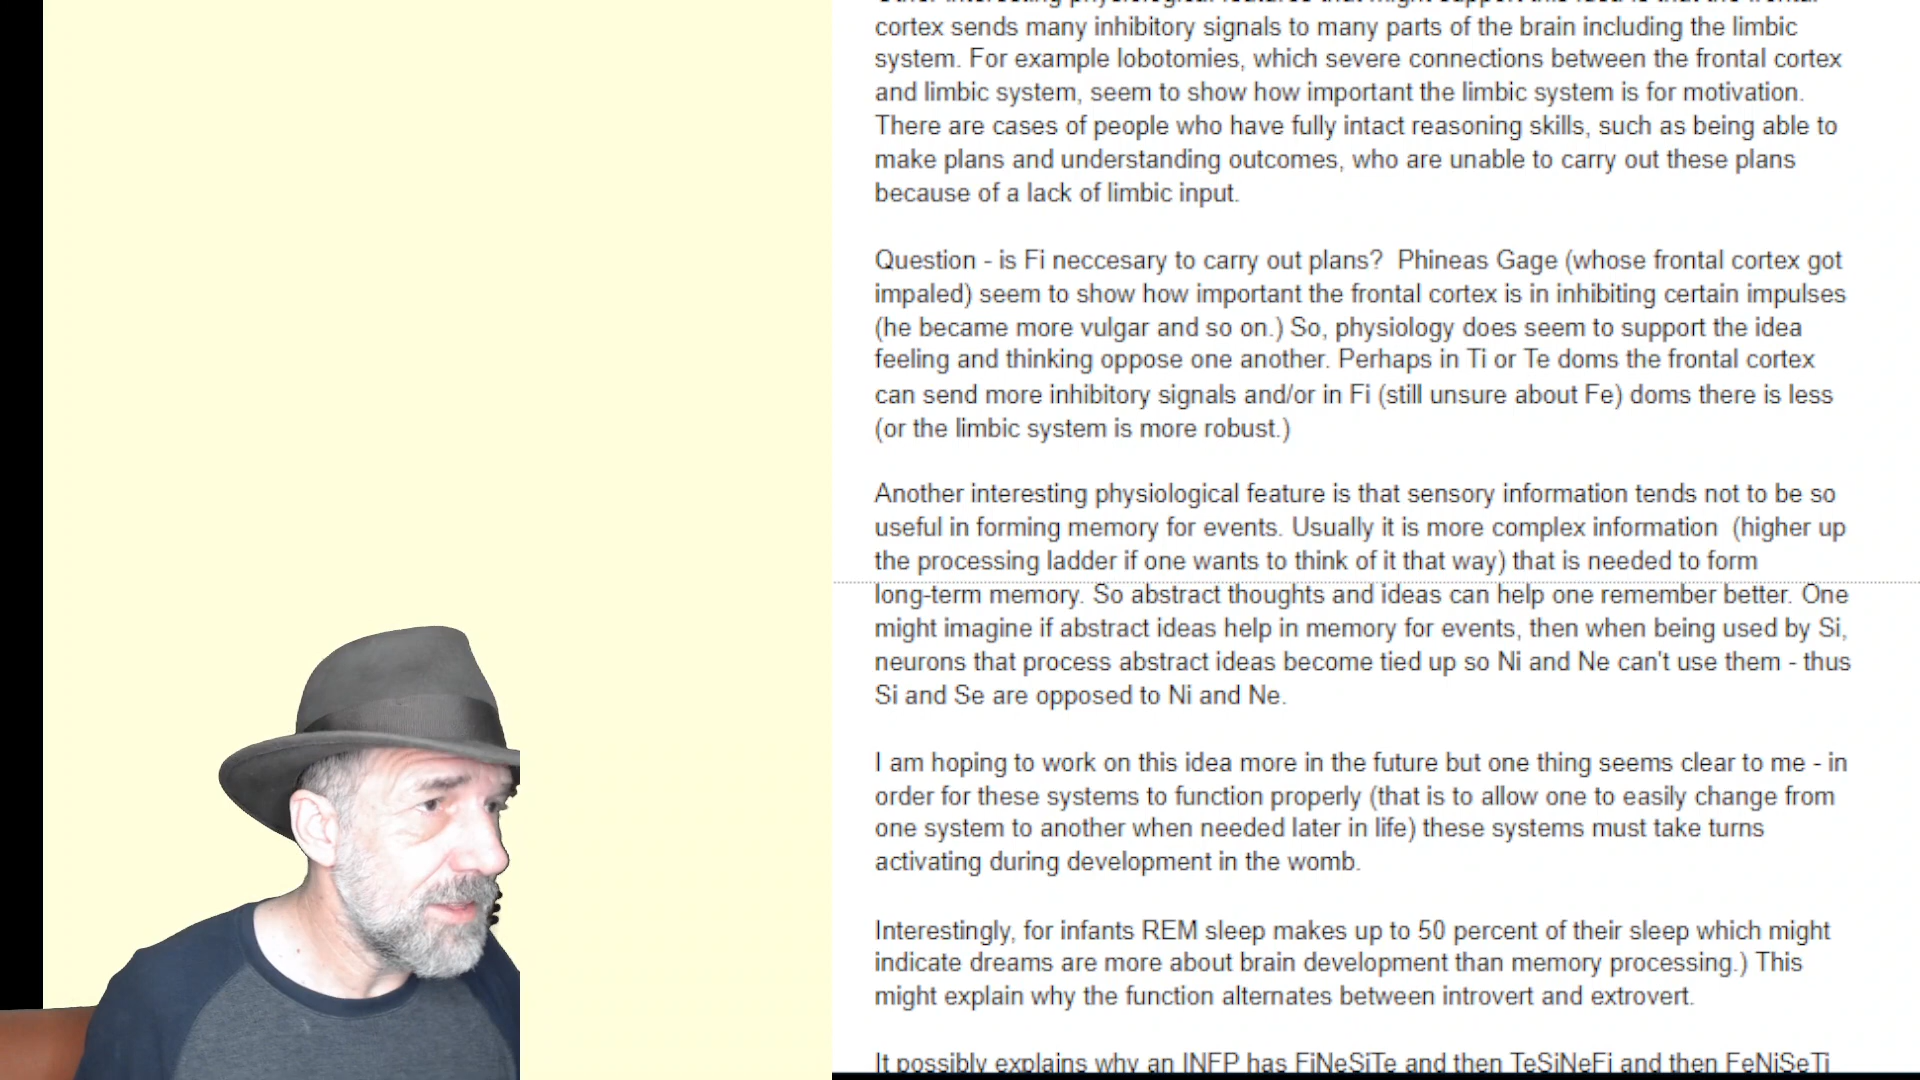 cortex sends many inhibitory signals to many parts of the brain including the limbic
system. For example lobotomies, which severe connections between the frontal cortex
and limbic system, seem to show how important the limbic system is for motivation.
There are cases of people who have fully intact reasoning skills, such as being able to
make plans and understanding outcomes, who are unable to carry out these plans
because of a lack of limbic input.
Question - is Fi neccesary to carry out plans?  Phineas Gage (whose frontal cortex got
impaled) seem to show how important the frontal cortex is in inhibiting certain impulses
(he became more vulgar and so on.) So, physiology does seem to support the idea
feeling and thinking oppose one another. Perhaps in Ti or Te doms the frontal cortex
can send more inhibitory signals and/or in Fi (still unsure about Fe) doms there is less
(or the limbic system is more robust.)
Another interesting physiological feature is that sensory information tends not to be so
useful in forming memory for events. Usually it is more complex information  (higher up
the processing ladder if one wants to think of it that way) that is needed to form
long-term memory. So abstract thoughts and ideas can help one remember better. One
might imagine if abstract ideas help in memory for events, then when being used by Si,
neurons that process abstract ideas become tied up so Ni and Ne can't use them - thus
Si and Se are opposed to Ni and Ne.
I am hoping to work on this idea more in the future but one thing seems clear to me - in
order for these systems to function properly (that is to allow one to easily change from
one system to another when needed later in life) these systems must take turns
activating during development in the womb.
Interestingly, for infants REM sleep makes up to 50 percent of their sleep which might
indicate dreams are more about brain development than memory processing.) This
might explain why the function alternates between introvert and extrovert.
It possibly explains why an INFP has FiNeSiTe and then TeSiNeFi and then FeNiSeTi